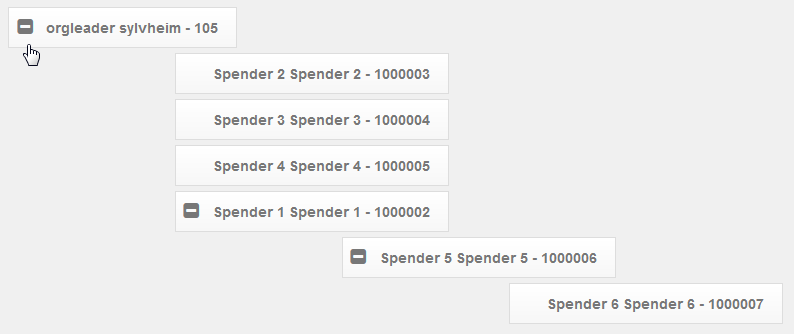 orgleader sylvheim - 105
Spender 2 Spender 2 - 1000003
Spender 3 Spender 3 - 1000004
Spender 4 Spender 4 - 1000005
Spender 1 Spender 1 - 1000002
Spender 5 Spender 5 - 1000006
Spender 6 Spender 6 - 1000007